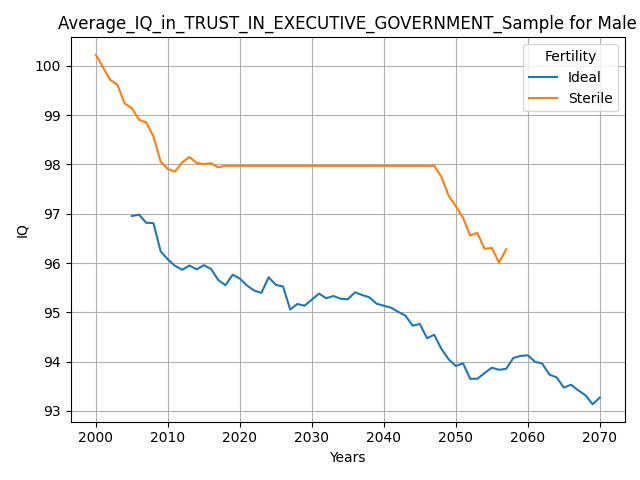 Average_IQ_in_TRUST_IN_EXECUTIVE_GOVERNMENT_Sample for Male
Fertility
Ideal
Sterile
IQ
100
99
98
97
96
95
94
93
2000 2010 2020 2030 2040 2050 2060 2070
Years